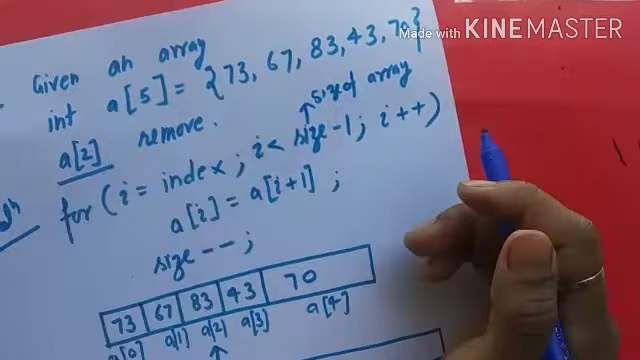 Made with KINEMASTER
Given an array
int a[5] = {73, 67, 83, 43, 70}
a[2] remove.
size of array
for (i = index; i < size-1; i++)
a[i] = a[i+1];
size--;
73 67 83 43 70
a[0] a[1] a[2] a[3] a[4]